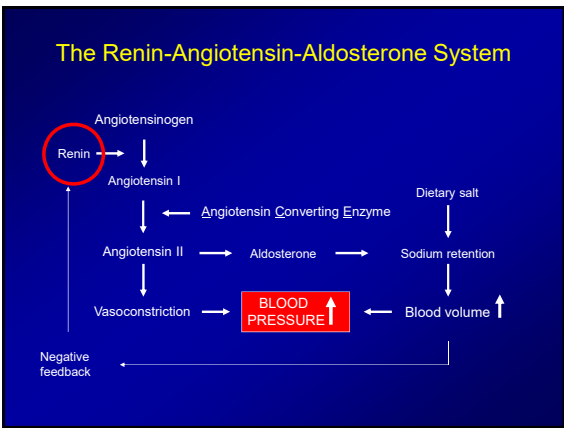 The Renin-Angiotensin-Aldosterone System
Angiotensinogen
Renin
Angiotensin I
Dietary salt
Angiotensin Converting Enzyme
Angiotensin II
Aldosterone
Sodium retention
Vasoconstriction
BLOOD
PRESSURE
Blood volume
Negative
feedback